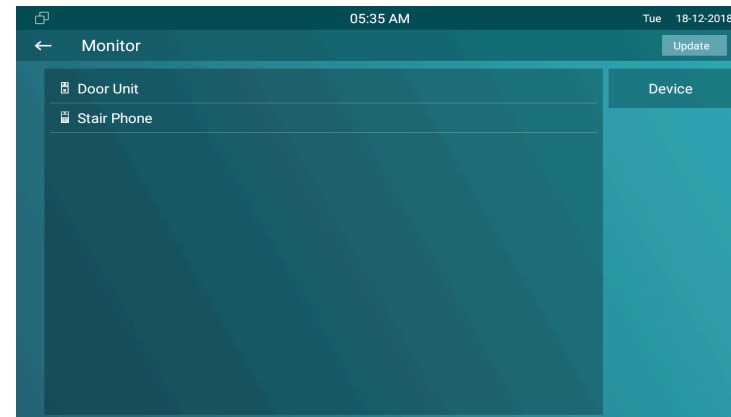 05:35 AM Tue 18-12-2018
Monitor Update
Door Unit Device
Stair Phone